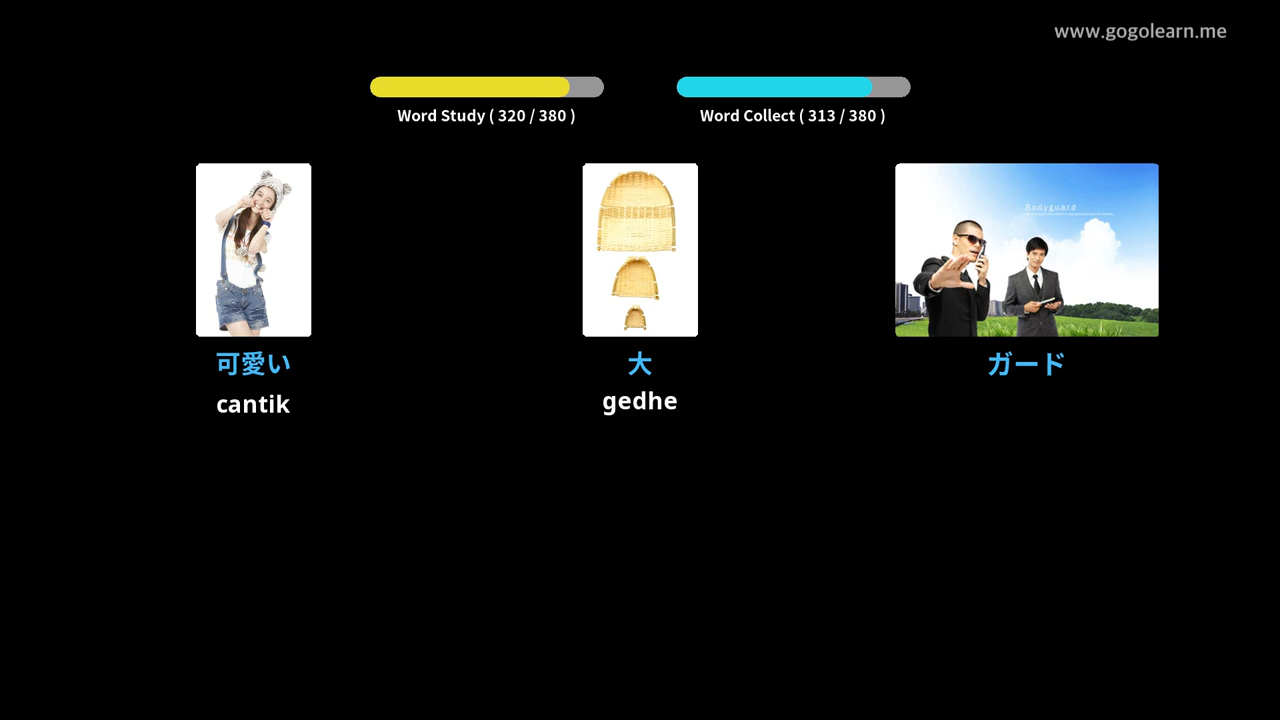 www.gogolearn.me
Word Study ( 320 / 380 )
Word Collect ( 313 / 380 )
Bodyguard
可愛い
大
ガード
cantik
gedhe